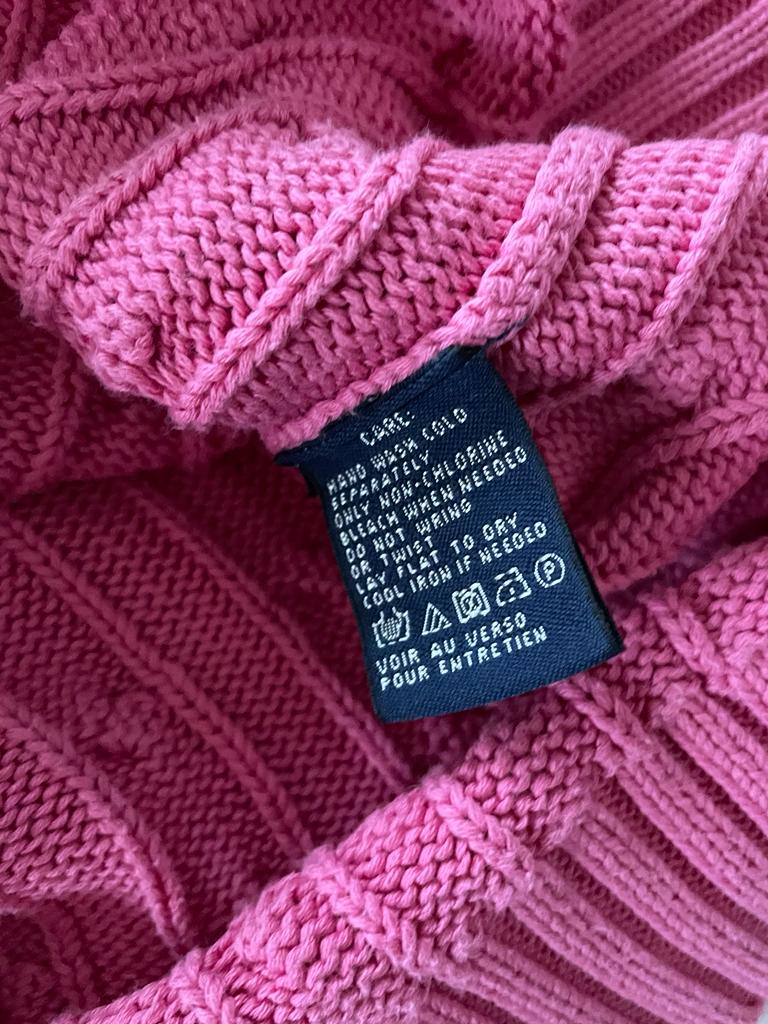 CARE:
HAND WASH COLD
SEPARATELY
ONLY NON-CHLORINE
BLEACH WHEN NEEDED
DO NOT WRING
OR TWIST
LAY FLAT TO DRY
COOL IRON IF NEEDED
P
VOIR AU VERSO
POUR ENTRETIEN